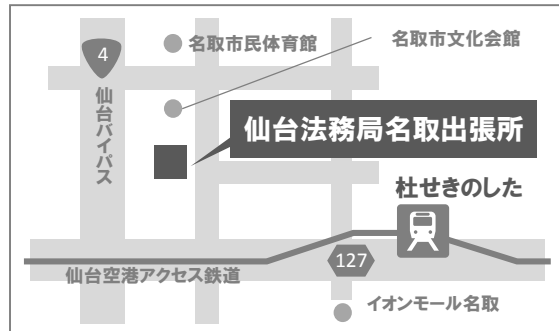 名取市民体育館
名取市文化会館
4
仙台バイパス
仙台法務局名取出張所
杜せきのした
127
仙台空港アクセス鉄道
イオンモール名取